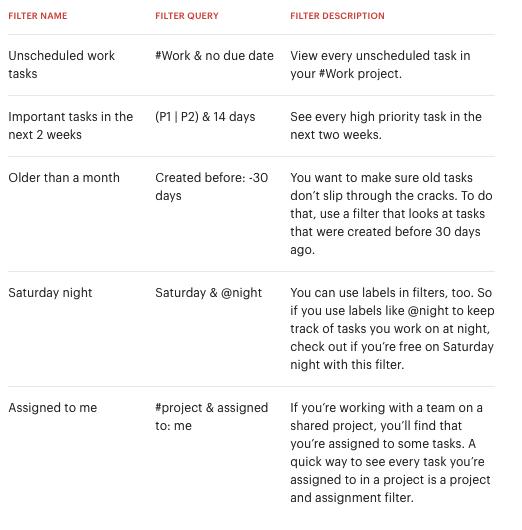 FILTER NAME FILTER QUERY FILTER DESCRIPTION
Unscheduled work tasks
#Work & no due date
View every unscheduled task in
your #Work project.
Important tasks in the
next 2 weeks
(P1 | P2) & 14 days
See every high priority task in the
next two weeks.
Older than a month
Created before: -30
days
You want to make sure old tasks
don’t slip through the cracks. To do
that, use a filter that looks at tasks
that were created before 30 days
ago.
Saturday night
Saturday & @night
You can use labels in filters, too. So
if you use labels like @night to keep
track of tasks you work on at night,
check out if you’re free on Saturday
night with this filter.
Assigned to me
#project & assigned
to: me
If you’re working with a team on a
shared project, you’ll find that
you’re assigned to some tasks. A
quick way to see every task you’re
assigned to in a project is a project
and assignment filter.